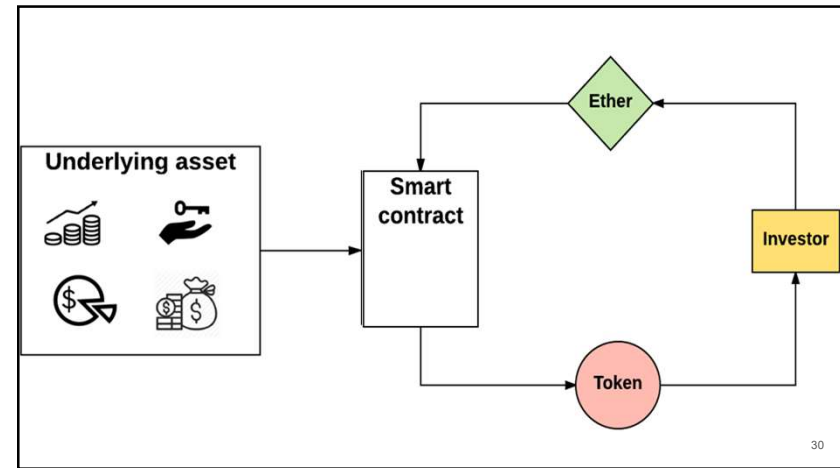 Underlying asset
$
$
$
Smart
contract
Ether
Investor
Token
30